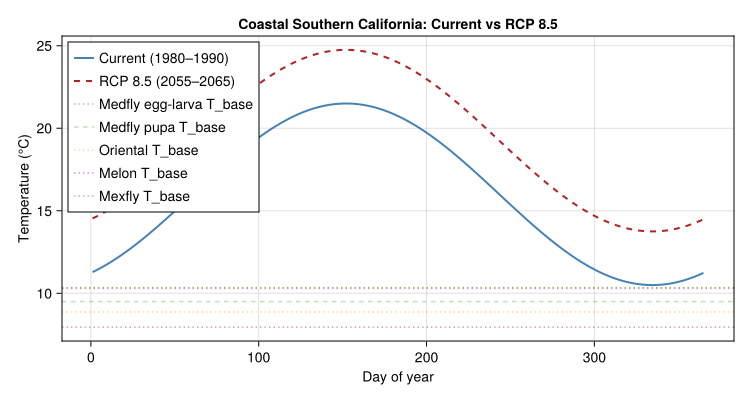 Coastal Southern California: Current vs RCP 8.5
Temperature (°C)
25
20
15
10
Current (1980–1990)
RCP 8.5 (2055–2065)
Medfly egg-larva T_base
Medfly pupa T_base
Oriental T_base
Melon T_base
Mexfly T_base
0
100
200
300
Day of year